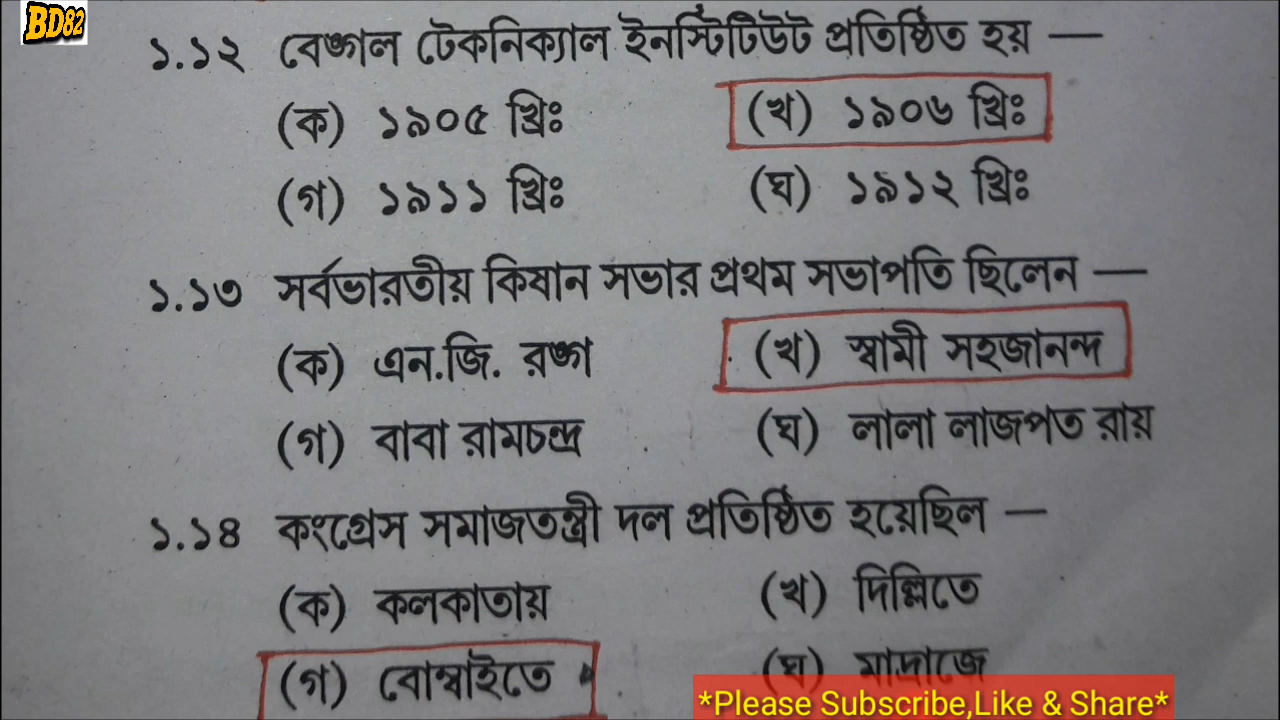 BD82
১.১২ বেঙ্গল টেকনিক্যাল ইনস্টিটিউট প্রতিষ্ঠিত হয় —
(ক) ১৯০৫ খ্রিঃ (খ) ১৯০৬ খ্রিঃ
(গ) ১৯১১ খ্রিঃ (ঘ) ১৯১২ খ্রিঃ
১.১৩ সর্বভারতীয় কিষান সভার প্রথম সভাপতি ছিলেন —
(ক) এন.জি. রঙ্গ (খ) স্বামী সহজানন্দ
(গ) বাবা রামচন্দ্র (ঘ) লালা লাজপত রায়
১.১৪ কংগ্রেস সমাজতন্ত্রী দল প্রতিষ্ঠিত হয়েছিল —
(ক) কলকাতায় (খ) দিল্লিতে
(গ) বোম্বাইতে (ঘ) মাদ্রাজে
*Please Subscribe,Like & Share*